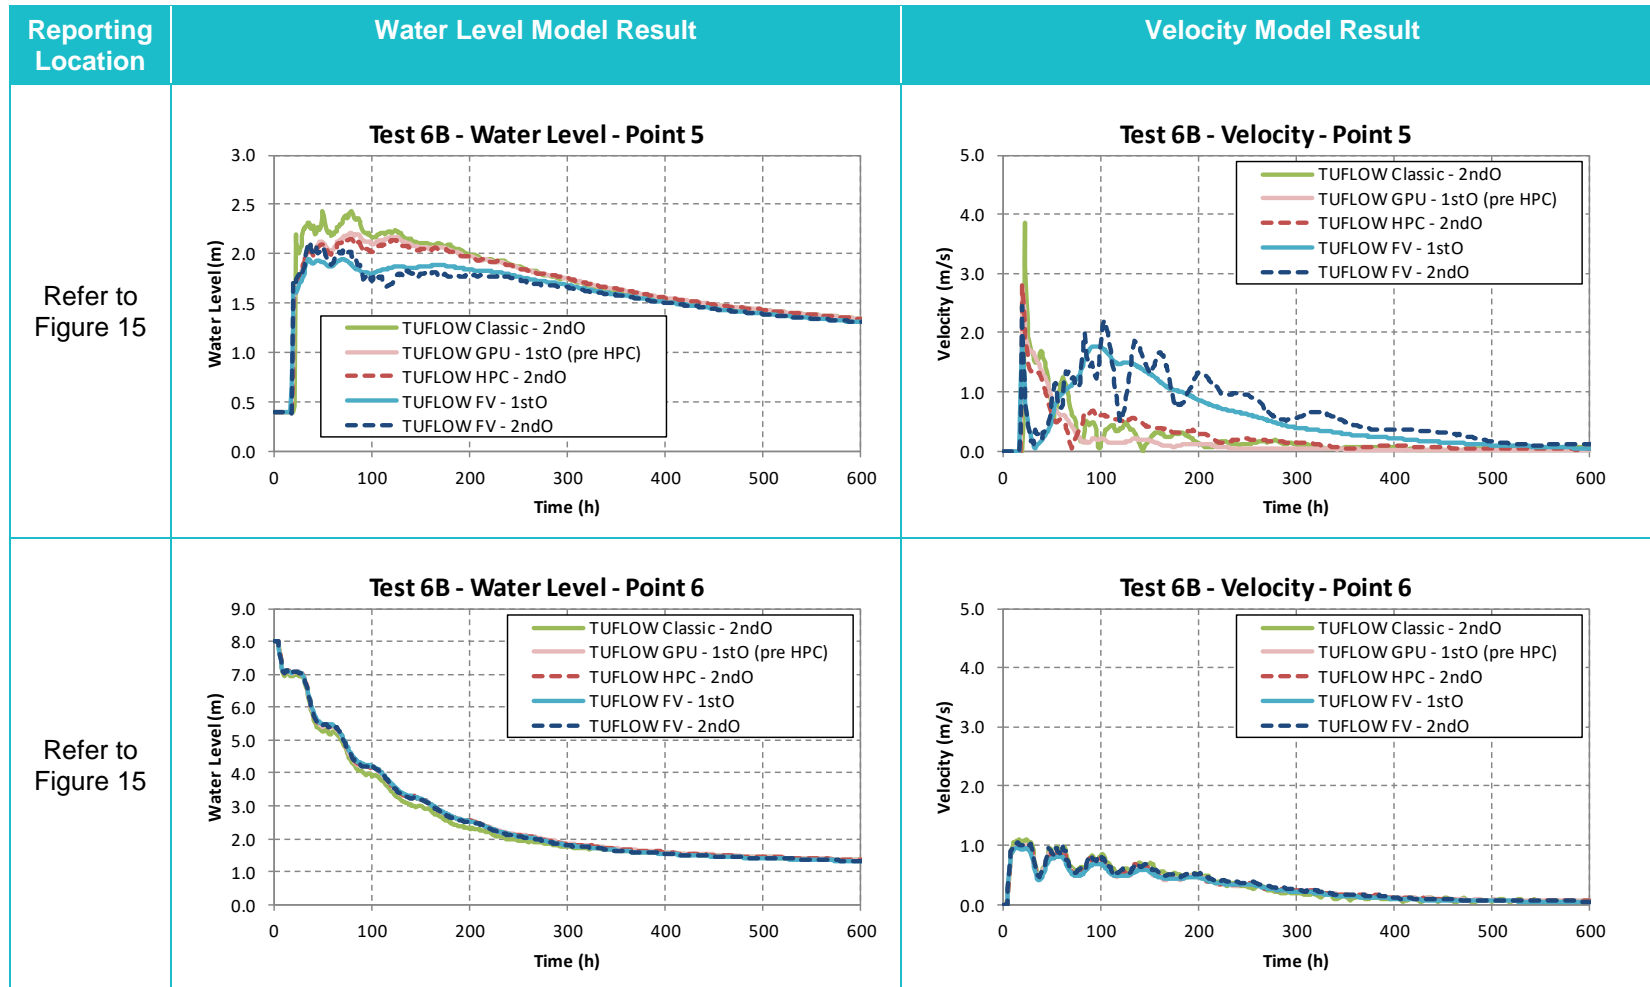 Reporting Location
Water Level Model Result
Velocity Model Result
Refer to Figure 15
Test 6B - Water Level - Point 5
Water Level (m)
3.0
2.5
2.0
1.5
1.0
0.5
0.0
TUFLOW Classic - 2ndO
TUFLOW GPU - 1stO (pre HPC)
TUFLOW HPC - 2ndO
TUFLOW FV - 1stO
TUFLOW FV - 2ndO
0 100 200 300 400 500 600
Time (h)
Test 6B - Velocity - Point 5
Velocity (m/s)
5.0
4.0
3.0
2.0
1.0
0.0
TUFLOW Classic - 2ndO
TUFLOW GPU - 1stO (pre HPC)
TUFLOW HPC - 2ndO
TUFLOW FV - 1stO
TUFLOW FV - 2ndO
0 100 200 300 400 500 600
Time (h)
Refer to Figure 15
Test 6B - Water Level - Point 6
Water Level (m)
9.0
8.0
7.0
6.0
5.0
4.0
3.0
2.0
1.0
0.0
TUFLOW Classic - 2ndO
TUFLOW GPU - 1stO (pre HPC)
TUFLOW HPC - 2ndO
TUFLOW FV - 1stO
TUFLOW FV - 2ndO
0 100 200 300 400 500 600
Time (h)
Test 6B - Velocity - Point 6
Velocity (m/s)
5.0
4.0
3.0
2.0
1.0
0.0
TUFLOW Classic - 2ndO
TUFLOW GPU - 1stO (pre HPC)
TUFLOW HPC - 2ndO
TUFLOW FV - 1stO
TUFLOW FV - 2ndO
0 100 200 300 400 500 600
Time (h)